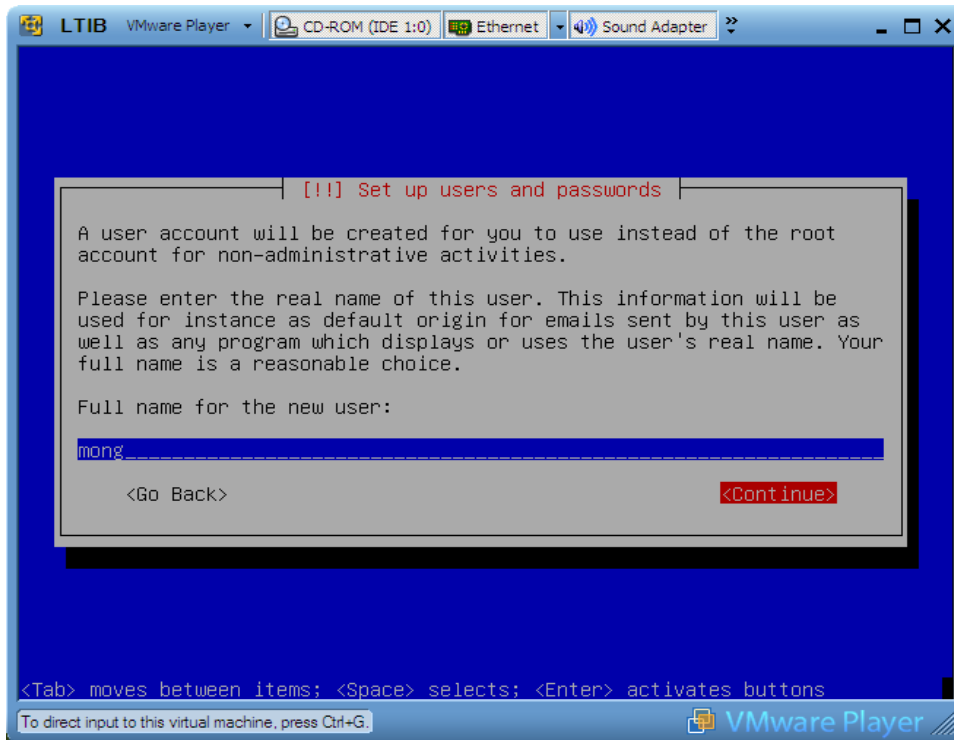 LTIB VMware Player CD-ROM (IDE 1:0) Ethernet Sound Adapter
[!!] Set up users and passwords
A user account will be created for you to use instead of the root
account for non-administrative activities.
Please enter the real name of this user. This information will be
used for instance as default origin for emails sent by this user as
well as any program which displays or uses the user's real name. Your
full name is a reasonable choice.
Full name for the new user:
mong
<Go Back> <Continue>
<Tab> moves between items; <Space> selects; <Enter> activates buttons
To direct input to this virtual machine, press Ctrl+G. VMware Player